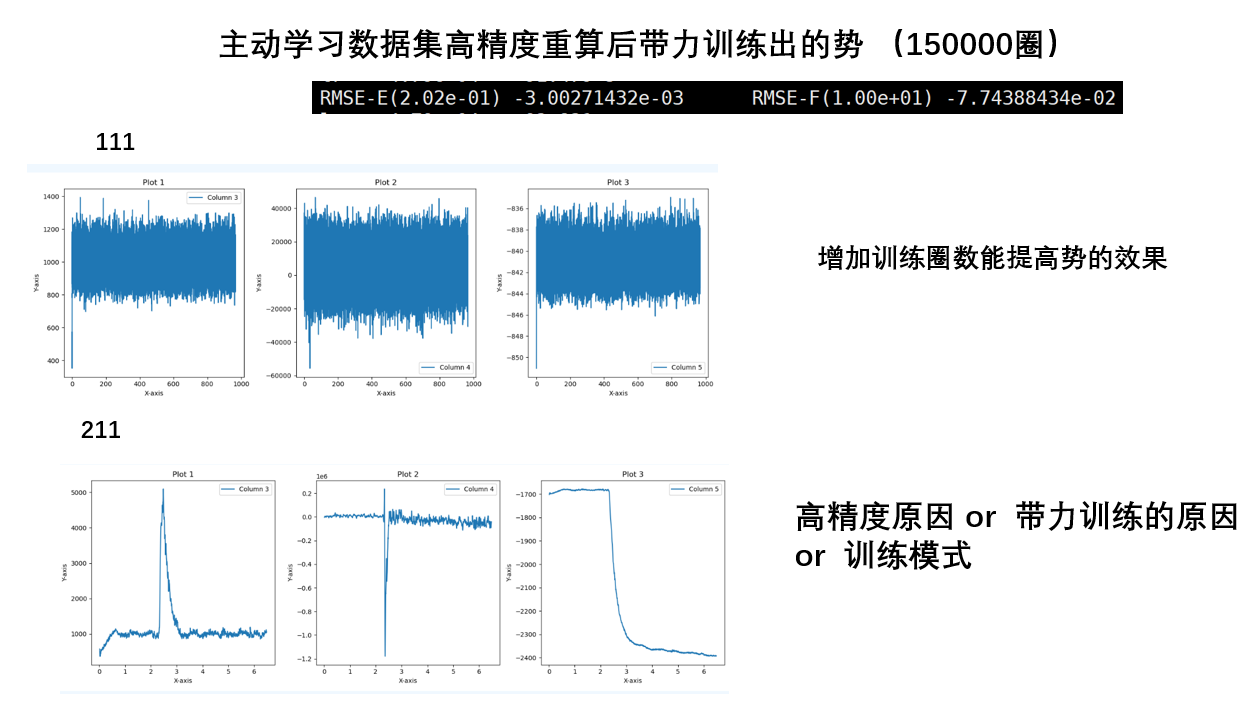 主动学习数据集高精度重算后带力训练出的势 （150000圈）
RMSE-E(2.02e-01) -3.00271432e-03 RMSE-F(1.00e+01) -7.74388434e-02
111
Plot 1 Plot 2 Plot 3
Column 3
1400
1200
1000
800
600
400
Y-axis
0 200 400 600 800 1000
X-axis
40000
20000
0
−20000
−40000
−60000
Y-axis
Column 4
0 200 400 600 800 1000
X-axis
−836
−838
−840
−842
−844
−846
−848
−850
Y-axis
Column 5
0 200 400 600 800 1000
X-axis
增加训练圈数能提高势的效果
211
Plot 1 Plot 2 Plot 3
Column 3
5000
4000
3000
2000
1000
Y-axis
0 1 2 3 4 5 6
X-axis
1e6
Column 4
0.2
0.0
−0.2
−0.4
−0.6
−0.8
−1.0
−1.2
Y-axis
0 1 2 3 4 5 6
X-axis
Column 5
−1700
−1800
−1900
−2000
−2100
−2200
−2300
−2400
Y-axis
0 1 2 3 4 5 6
X-axis
高精度原因 or 带力训练的原因
or 训练模式